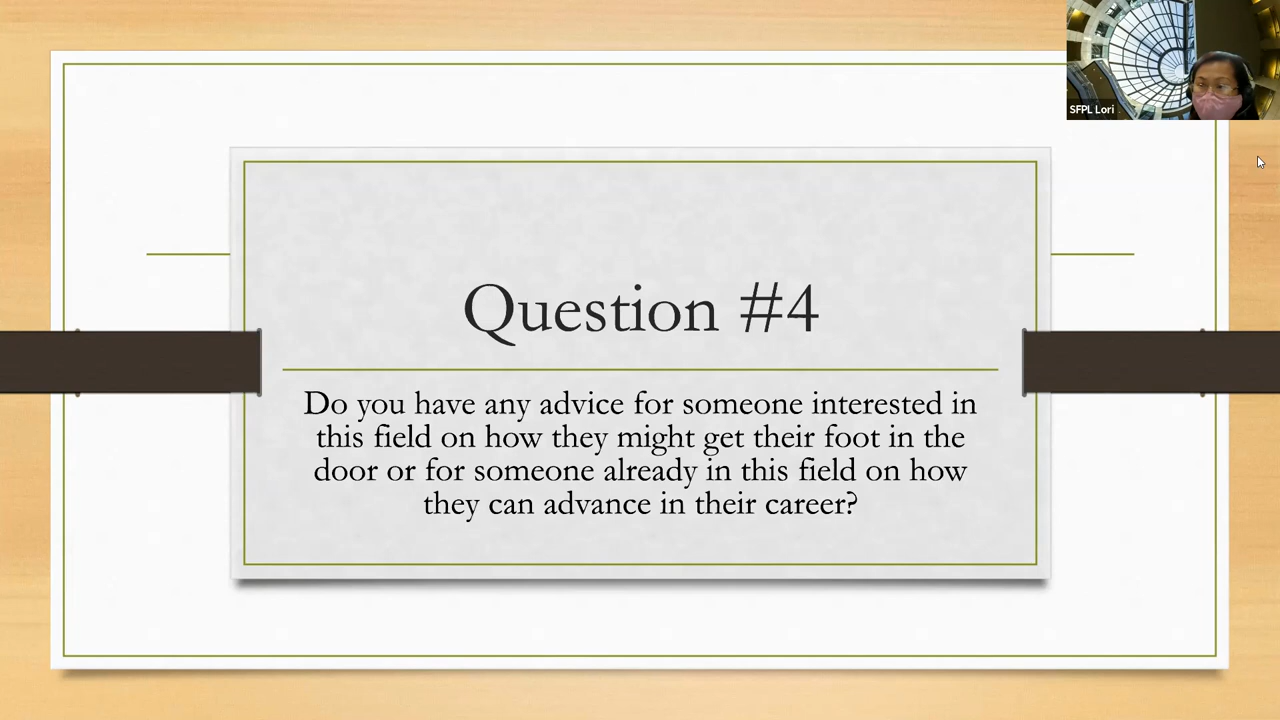 SFPL Lori
Question #4
Do you have any advice for someone interested in
this field on how they might get their foot in the
door or for someone already in this field on how
they can advance in their career?